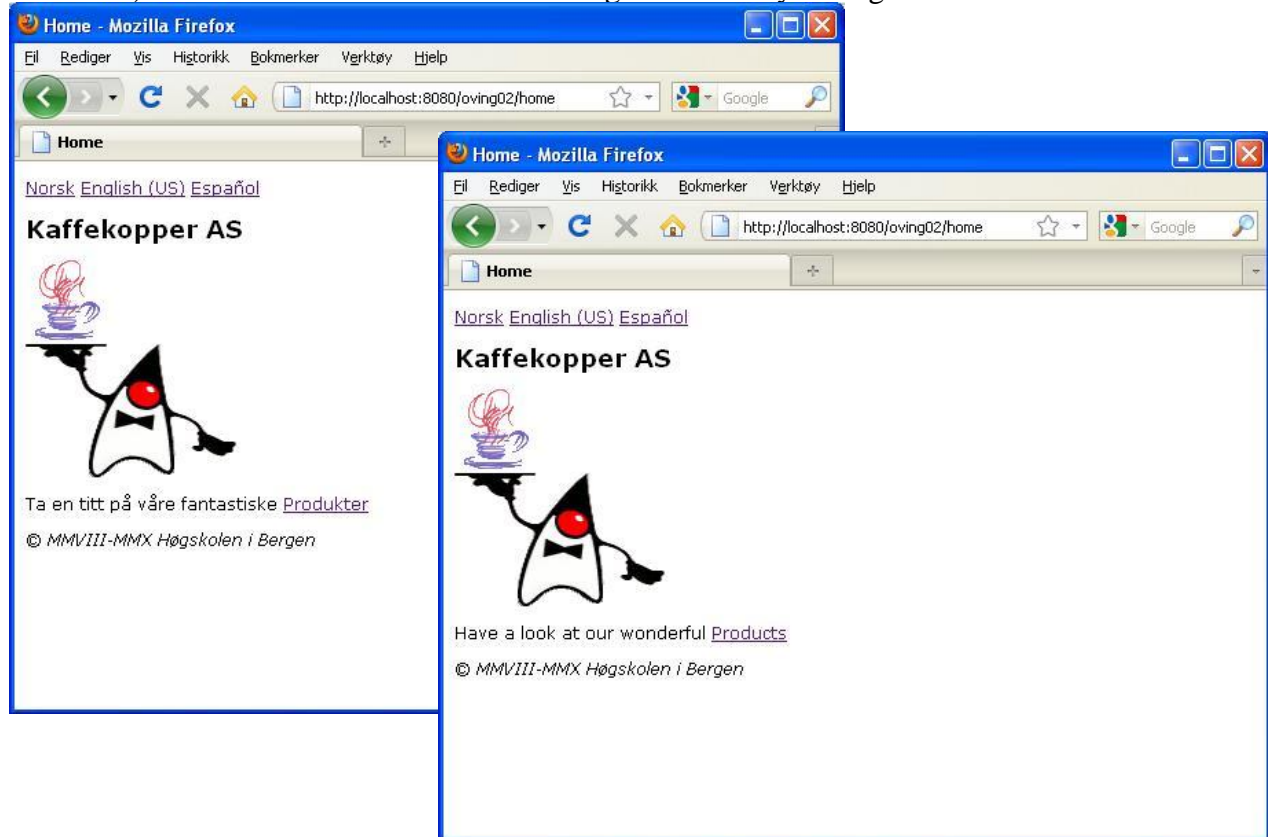 Home - Mozilla Firefox
Fil Rediger Vis Historikk Bokmerker Verktøy Hjelp
http://localhost:8080/oving02/home
Google
Home
Norsk English (US) Español
Kaffekopper AS
Ta en titt på våre fantastiske Produkter
© MMVIII-MMX Høgskolen i Bergen
Home - Mozilla Firefox
Fil Rediger Vis Historikk Bokmerker Verktøy Hjelp
http://localhost:8080/oving02/home
Google
Home
Norsk English (US) Español
Kaffekopper AS
Have a look at our wonderful Products
© MMVIII-MMX Høgskolen i Bergen